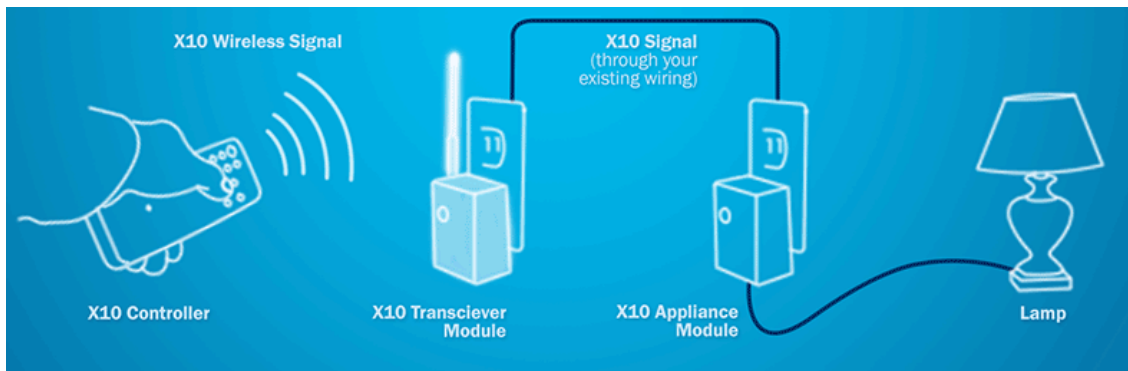 X10 Wireless Signal
X10 Signal
(through your
existing wiring)
X10 Controller
X10 Transciever
Module
X10 Appliance
Module
Lamp